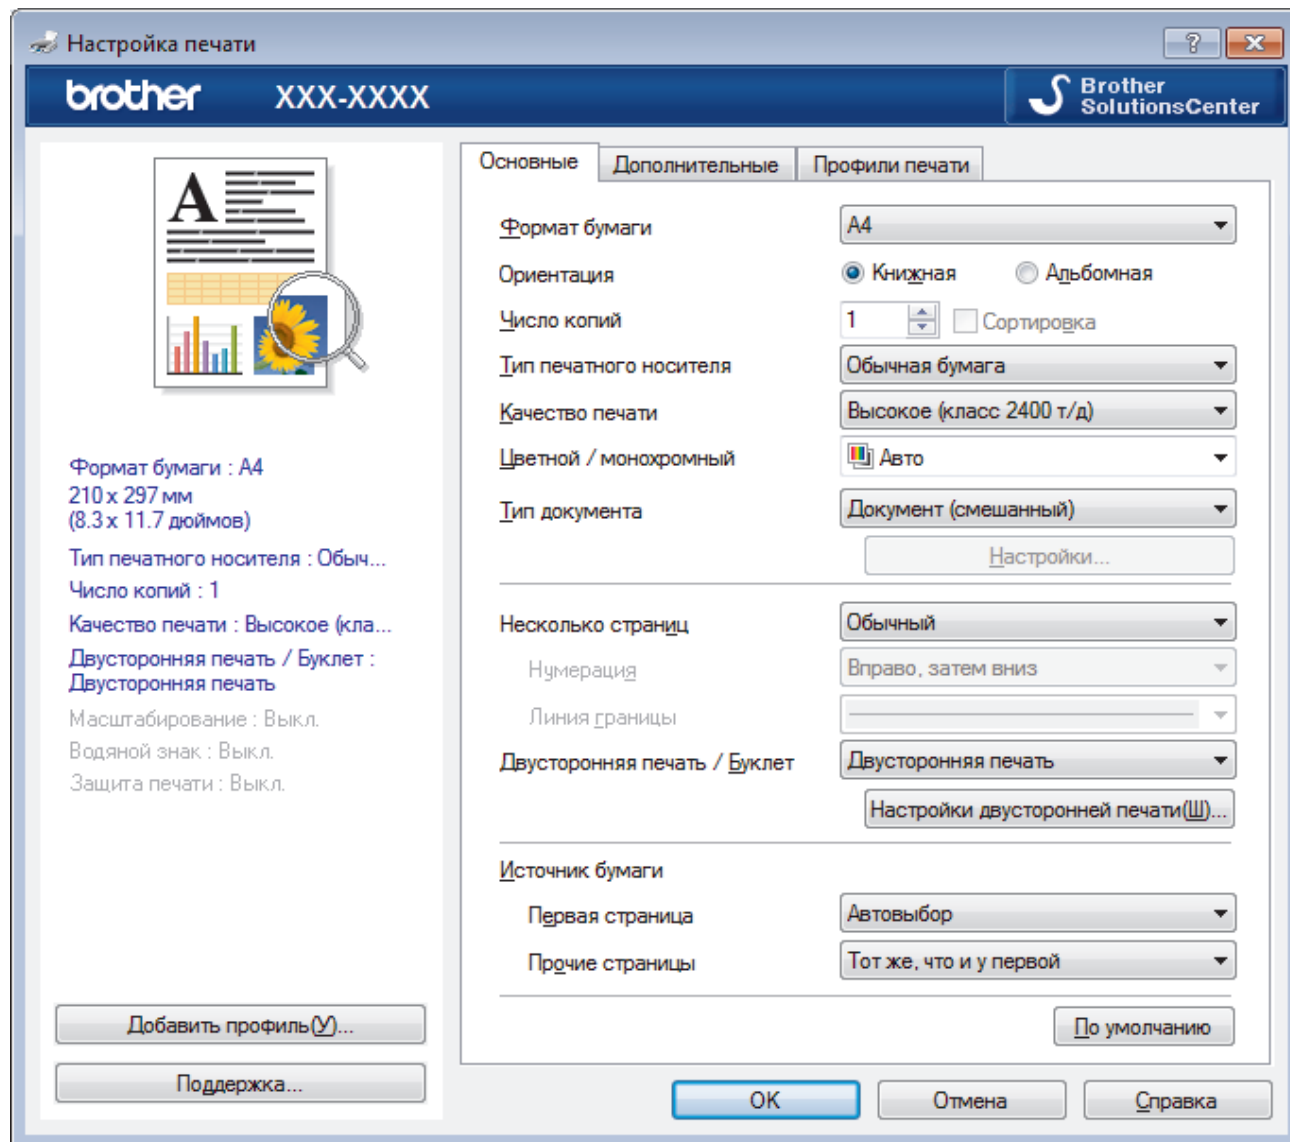 Настройка печати
brother XXX-XXXX
Brother
SolutionsCenter
A
Формат бумаги : A4
210 x 297 мм
(8.3 x 11.7 дюймов)
Тип печатного носителя : Обыч...
Число копий : 1
Качество печати : Высокое (кла...
Двусторонняя печать / Буклет :
Двусторонняя печать
Масштабирование : Выкл.
Водяной знак : Выкл.
Защита печати : Выкл.
Добавить профиль(У)...
Поддержка...
Основные Дополнительные Профили печати
Формат бумаги A4
Ориентация Книжная Альбомная
Число копий 1 Сортировка
Тип печатного носителя Обычная бумага
Качество печати Высокое (класс 2400 т/д)
Цветной / монохромный Авто
Тип документа Документ (смешанный)
Настройки...
Несколько страниц Обычный
Нумерация Вправо, затем вниз
Линия границы
Двусторонняя печать / Буклет Двусторонняя печать
Настройки двусторонней печати(Ш)...
Источник бумаги
Первая страница Автовыбор
Прочие страницы Тот же, что и у первой
По умолчанию
OK Отмена Справка